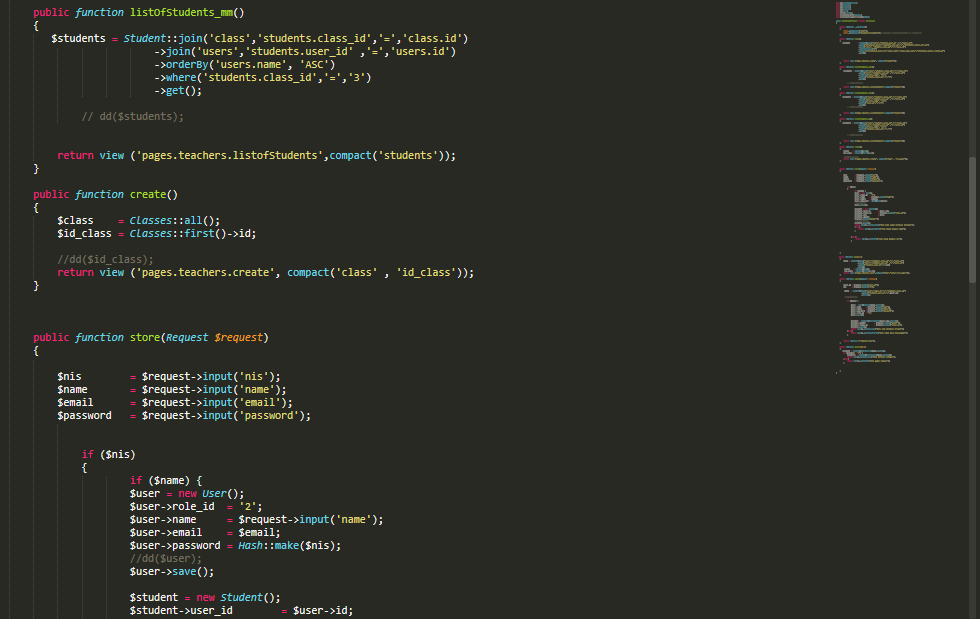 public function listOfStudents_mm()
{
$students = Student::join('class','students.class_id','=','class.id')
->join('users','students.user_id' ,'=','users.id')
->orderBy('users.name', 'ASC')
->where('students.class_id','=','3')
->get();
// dd($students);
return view ('pages.teachers.listofStudents',compact('students'));
}
public function create()
{
$class    = Classes::all();
$id_class = Classes::first()->id;
//dd($id_class);
return view ('pages.teachers.create', compact('class' , 'id_class'));
}
public function store(Request $request)
{
$nis        = $request->input('nis');
$name       = $request->input('name');
$email      = $request->input('email');
$password   = $request->input('password');
if ($nis)
{
if ($name) {
$user = new User();
$user->role_id  = '2';
$user->name     = $request->input('name');
$user->email    = $email;
$user->password = Hash::make($nis);
//dd($user);
$user->save();
$student = new Student();
$student->user_id        = $user->id;